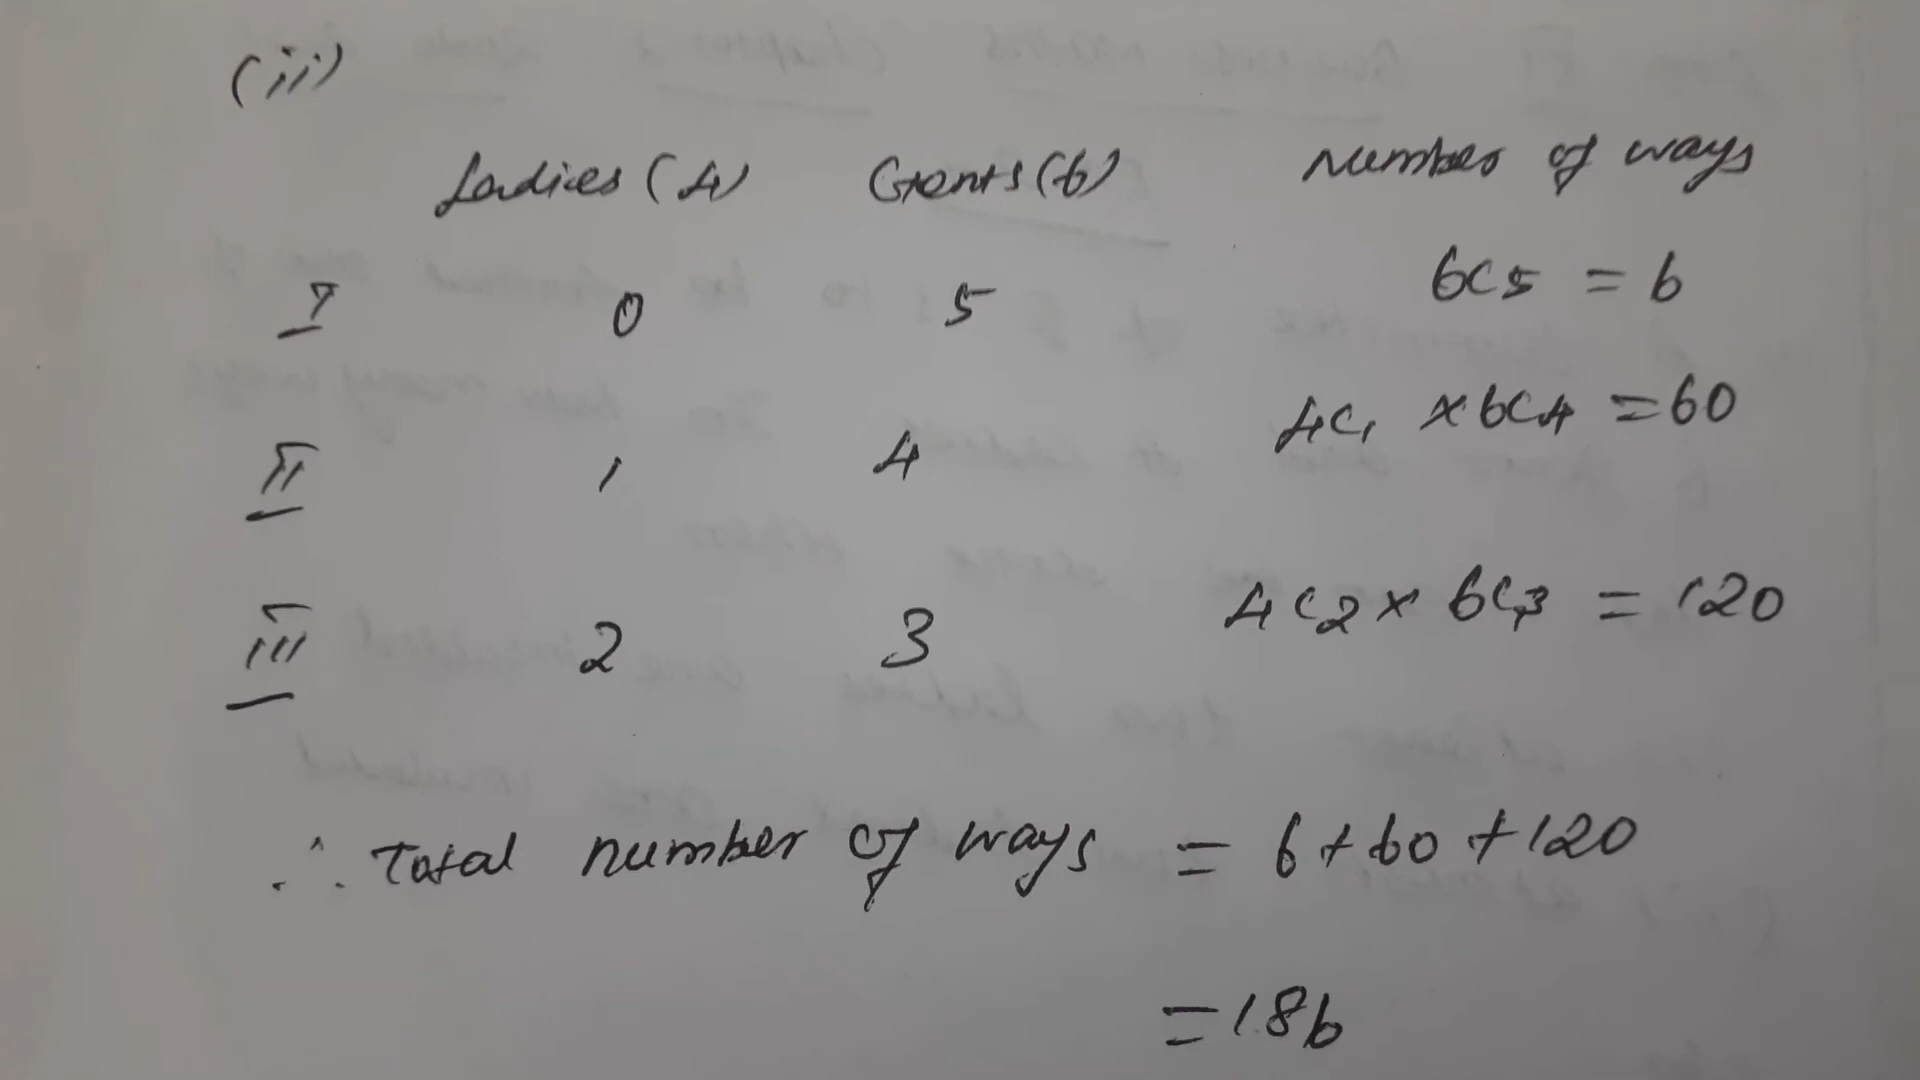 (ii)
Ladies (4) Gents (6) Number of ways
I 0 5 6C5 = 6
II 1 4 4C1 × 6C4 = 60
III 2 3 4C2 × 6C3 = 120
∴ Total number of ways = 6 + 60 + 120
= 186